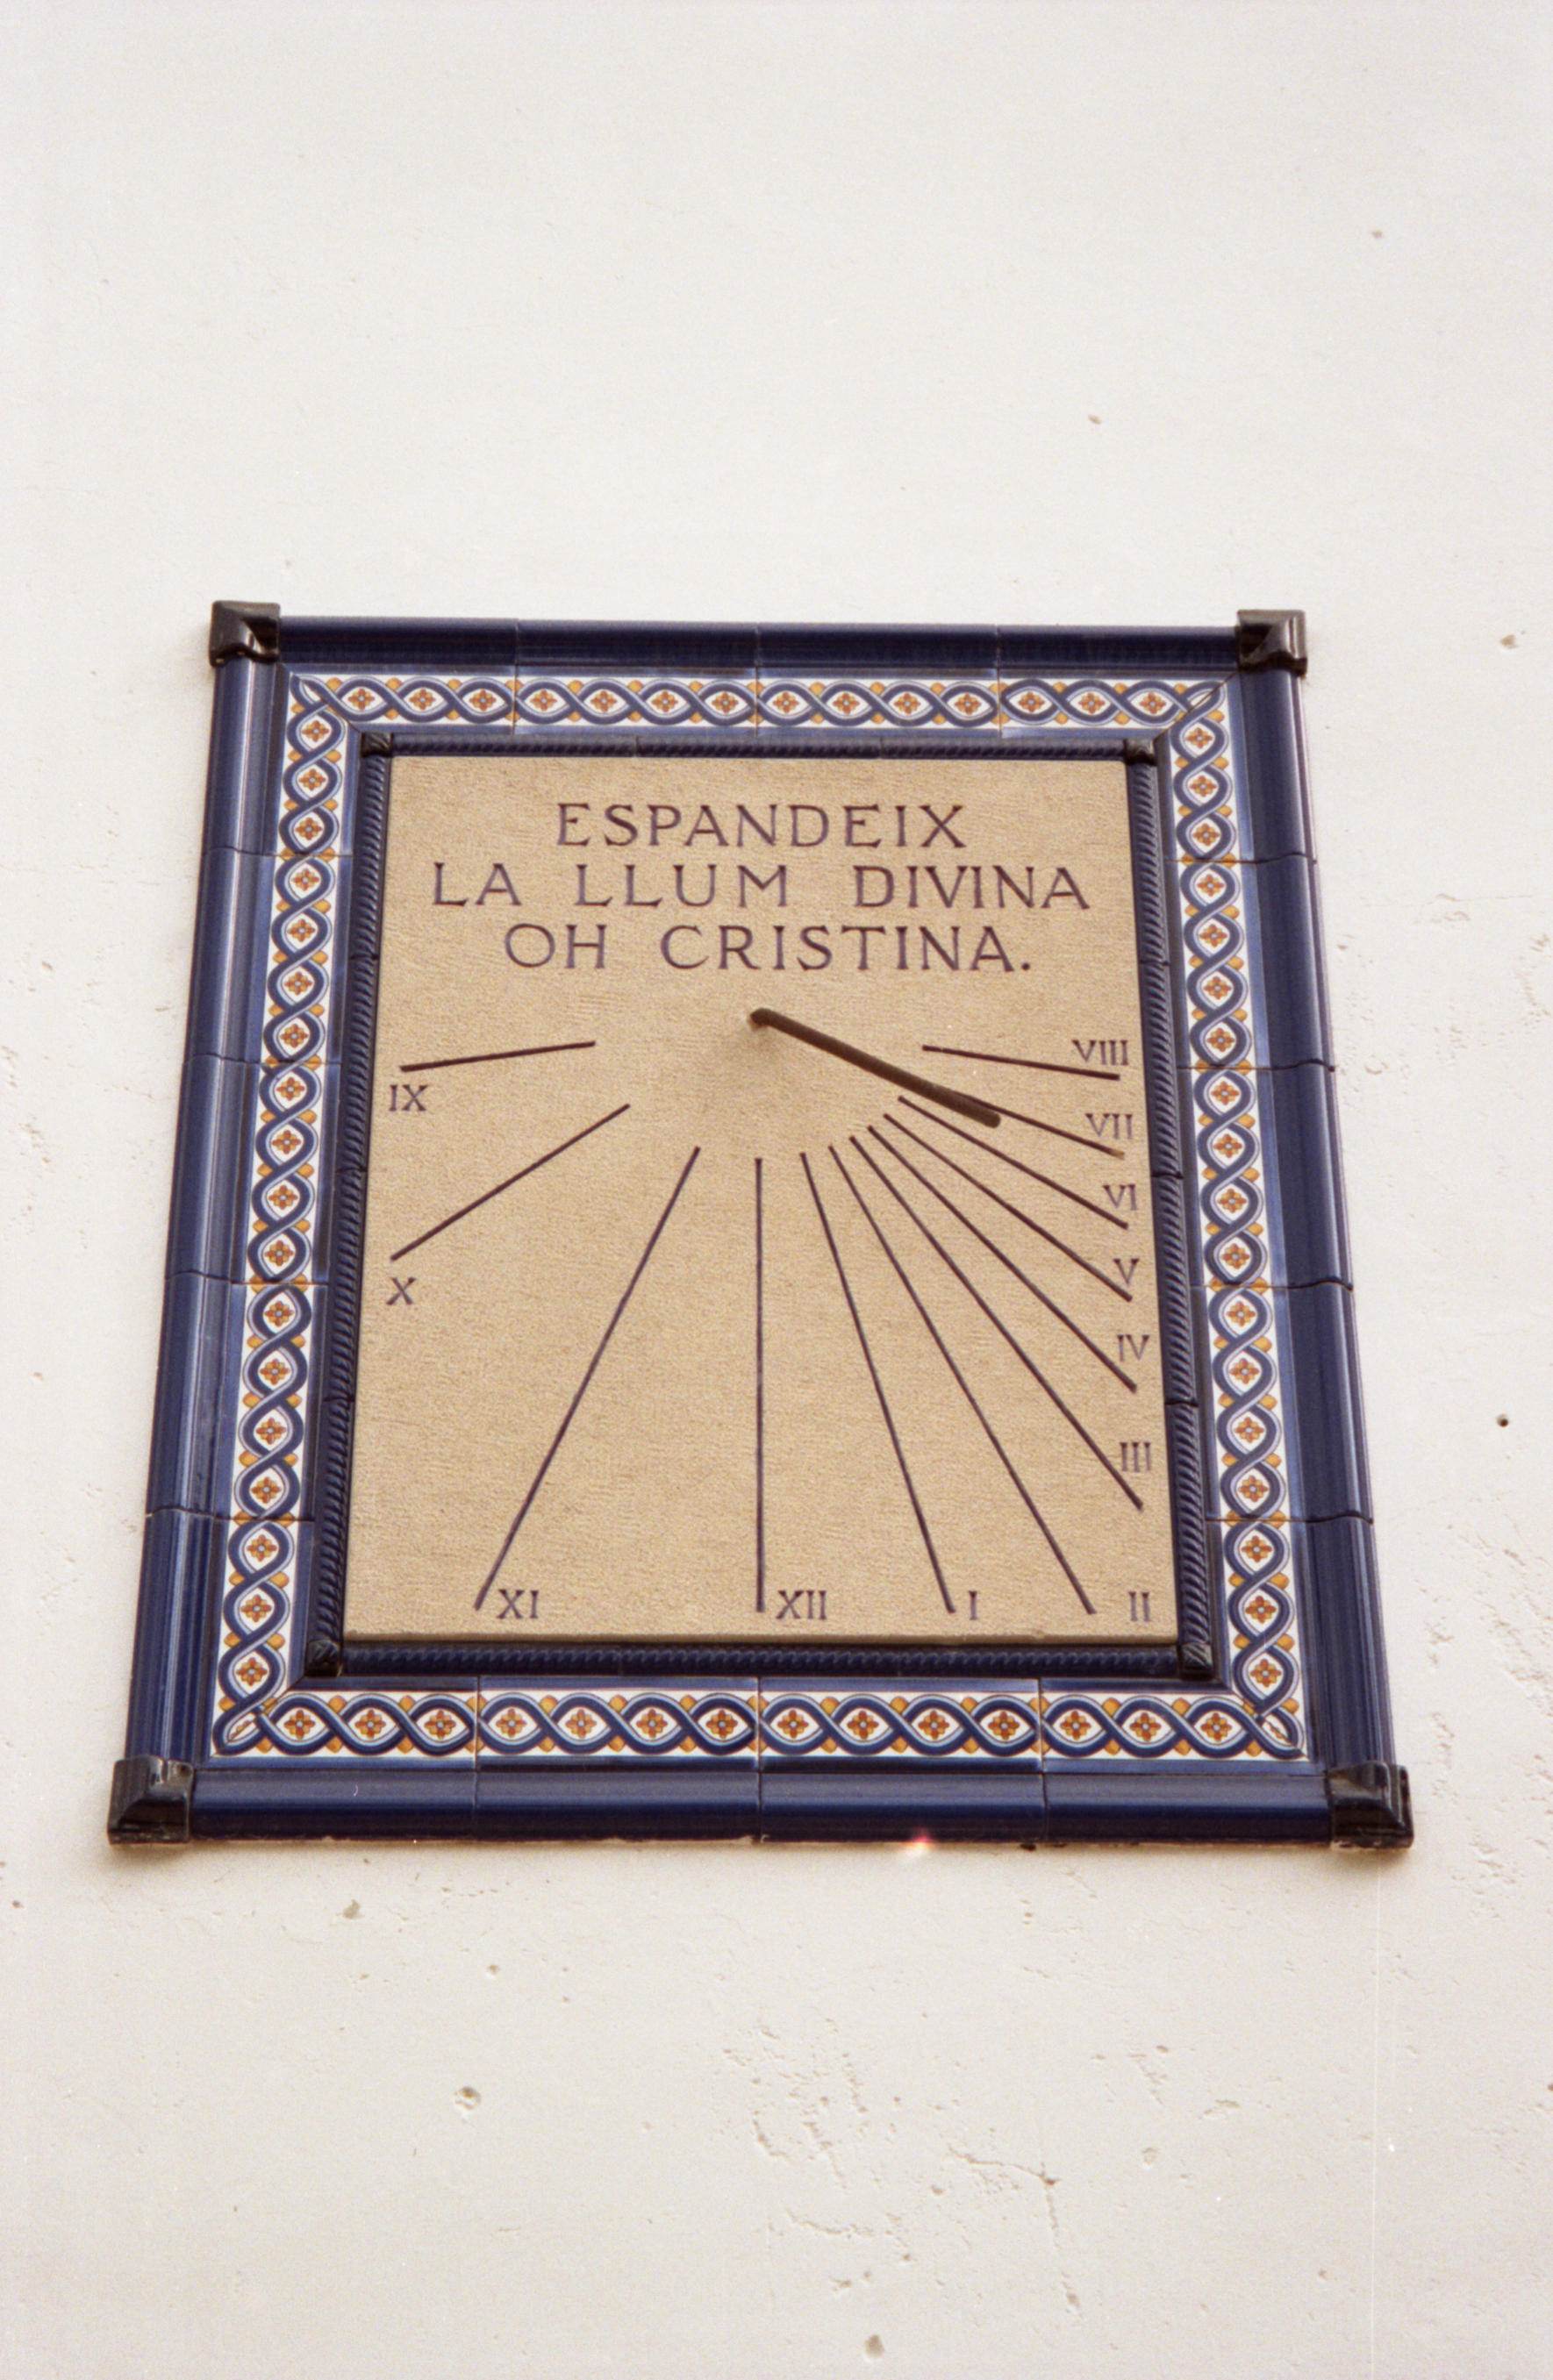 ESPANDEIX
LA LLUM DIVINA
OH CRISTINA.
VIII
IX
VII
VI
V
X
IV
III
XI XII I II